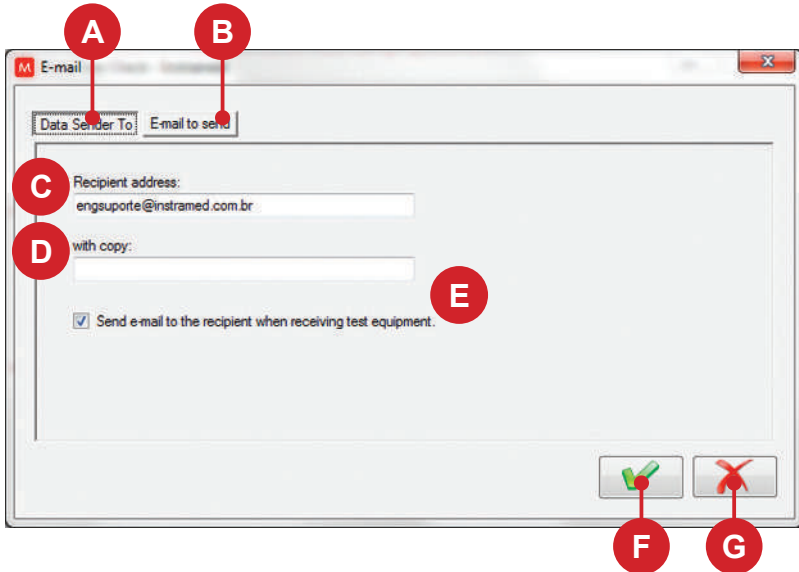 A
B
M E-mail
Data Sender To E-mail to send
C
Recipient address:
engsuporte@instramed.com.br
D
with copy:
E
Send e-mail to the recipient when receiving test equipment.
F
G